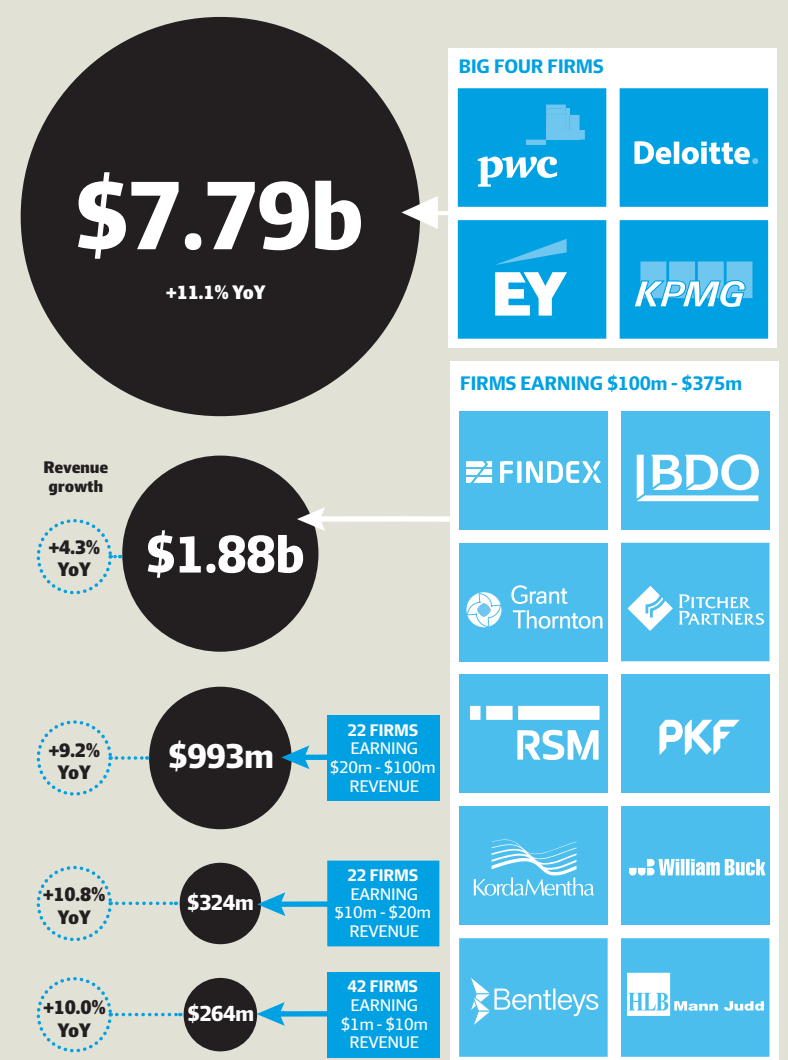 BIG FOUR FIRMS
pwc
Deloitte.
EY
KPMG
$7.79b
+11.1% YoY
FIRMS EARNING $100m - $375m
FINDEX
BDO
Grant
Thornton
PITCHER
PARTNERS
RSM
PKF
KordaMentha
William Buck
Bentleys
HLB Mann Judd
Revenue
growth
+4.3%
YoY
$1.88b
+9.2%
YoY
$993m
22 FIRMS
EARNING
$20m - $100m
REVENUE
+10.8%
YoY
$324m
22 FIRMS
EARNING
$10m - $20m
REVENUE
+10.0%
YoY
$264m
42 FIRMS
EARNING
$1m - $10m
REVENUE